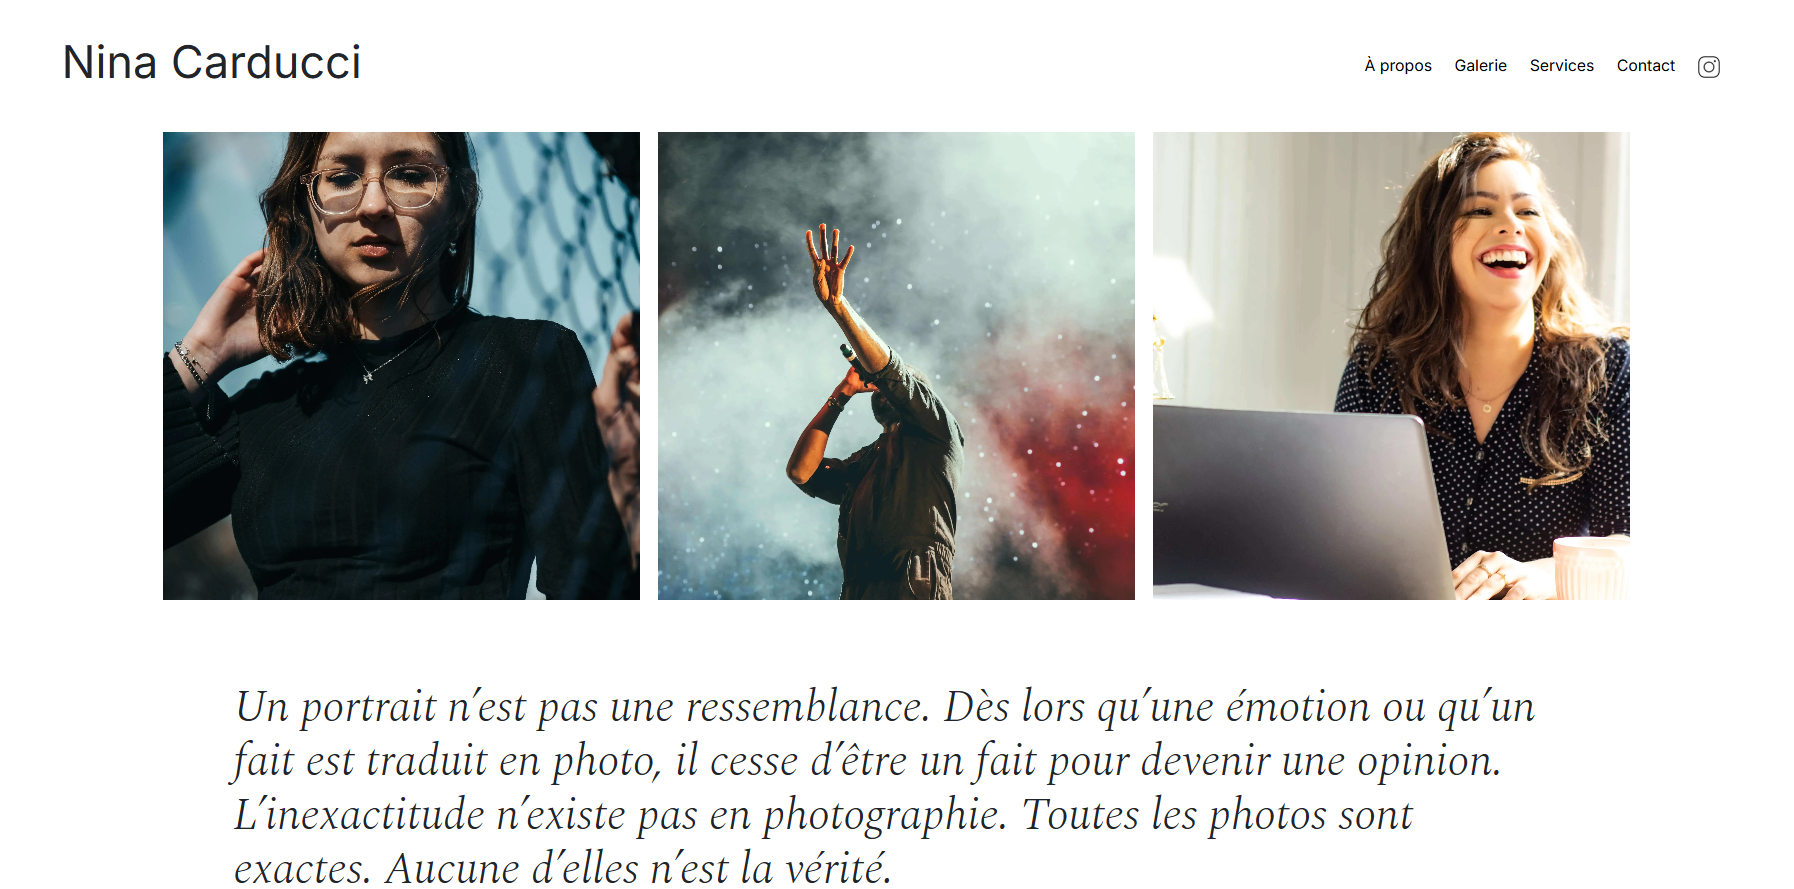 Nina Carducci
À propos Galerie Services Contact
Un portrait n’est pas une ressemblance. Dès lors qu’une émotion ou qu’un
fait est traduit en photo, il cesse d’être un fait pour devenir une opinion.
L’inexactitude n’existe pas en photographie. Toutes les photos sont
exactes. Aucune d’elles n’est la vérité.